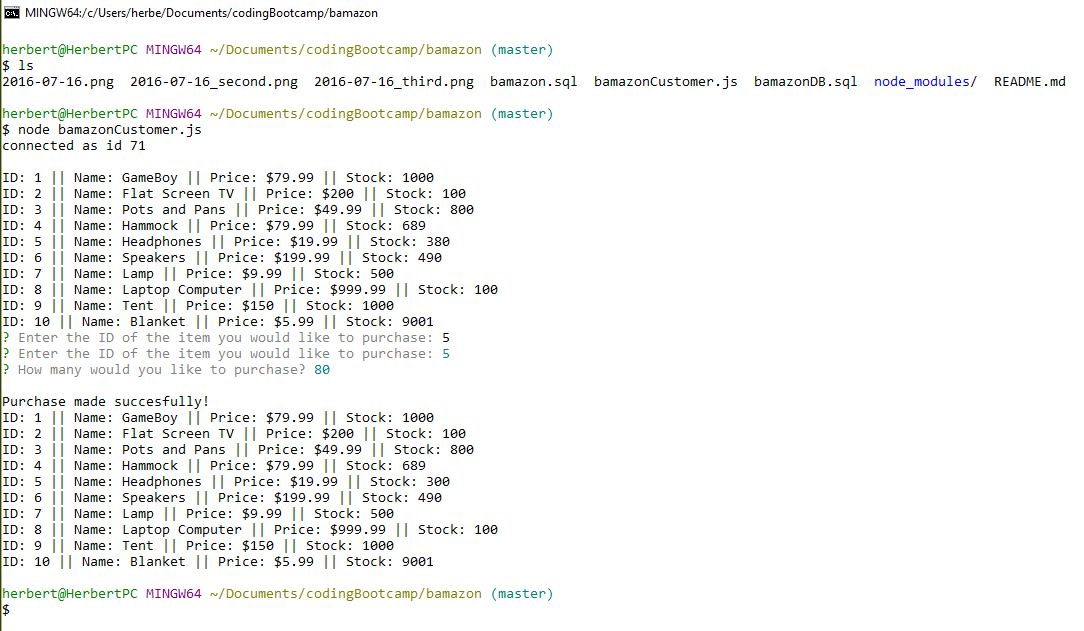 MINGW64:/c/Users/herbe/Documents/codingBootcamp/bamazon
herbert@HerbertPC MINGW64 ~/Documents/codingBootcamp/bamazon (master)
$ ls
2016-07-16.png  2016-07-16_second.png  2016-07-16_third.png  bamazon.sql  bamazonCustomer.js  bamazonDB.sql  node_modules/  README.md
herbert@HerbertPC MINGW64 ~/Documents/codingBootcamp/bamazon (master)
$ node bamazonCustomer.js
connected as id 71
ID: 1 || Name: GameBoy || Price: $79.99 || Stock: 1000
ID: 2 || Name: Flat Screen TV || Price: $200 || Stock: 100
ID: 3 || Name: Pots and Pans || Price: $49.99 || Stock: 800
ID: 4 || Name: Hammock || Price: $79.99 || Stock: 689
ID: 5 || Name: Headphones || Price: $19.99 || Stock: 380
ID: 6 || Name: Speakers || Price: $199.99 || Stock: 490
ID: 7 || Name: Lamp || Price: $9.99 || Stock: 500
ID: 8 || Name: Laptop Computer || Price: $999.99 || Stock: 100
ID: 9 || Name: Tent || Price: $150 || Stock: 1000
ID: 10 || Name: Blanket || Price: $5.99 || Stock: 9001
? Enter the ID of the item you would like to purchase: 5
? Enter the ID of the item you would like to purchase: 5
? How many would you like to purchase? 80
Purchase made succesfully!
ID: 1 || Name: GameBoy || Price: $79.99 || Stock: 1000
ID: 2 || Name: Flat Screen TV || Price: $200 || Stock: 100
ID: 3 || Name: Pots and Pans || Price: $49.99 || Stock: 800
ID: 4 || Name: Hammock || Price: $79.99 || Stock: 689
ID: 5 || Name: Headphones || Price: $19.99 || Stock: 300
ID: 6 || Name: Speakers || Price: $199.99 || Stock: 490
ID: 7 || Name: Lamp || Price: $9.99 || Stock: 500
ID: 8 || Name: Laptop Computer || Price: $999.99 || Stock: 100
ID: 9 || Name: Tent || Price: $150 || Stock: 1000
ID: 10 || Name: Blanket || Price: $5.99 || Stock: 9001
herbert@HerbertPC MINGW64 ~/Documents/codingBootcamp/bamazon (master)
$